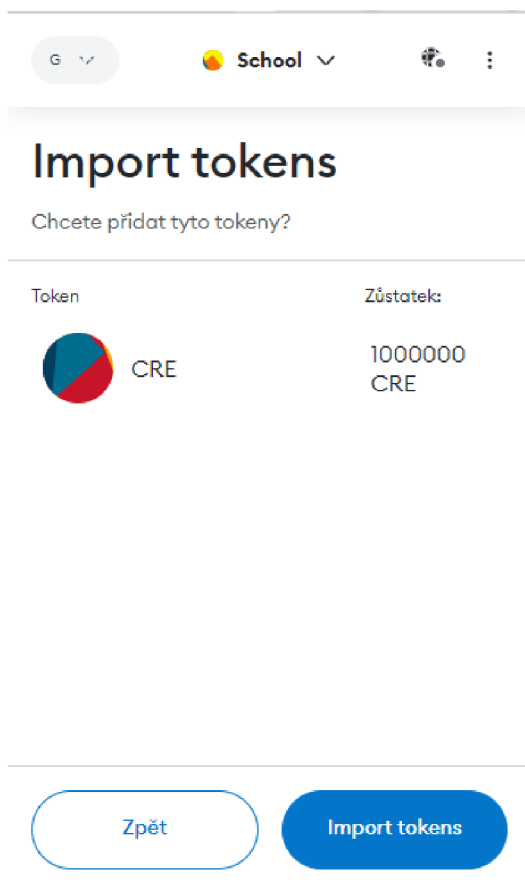 G
School
Import tokens
Chcete přidat tyto tokeny?
Token
Zůstatek:
CRE
1000000
CRE
Zpět
Import tokens